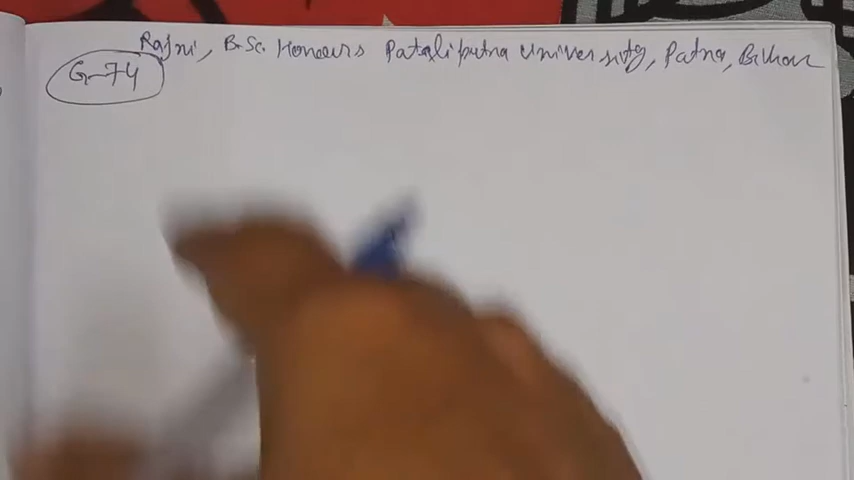 Rajni, B.Sc. Honours Pataliputra University, Patna, Bihar
G-74